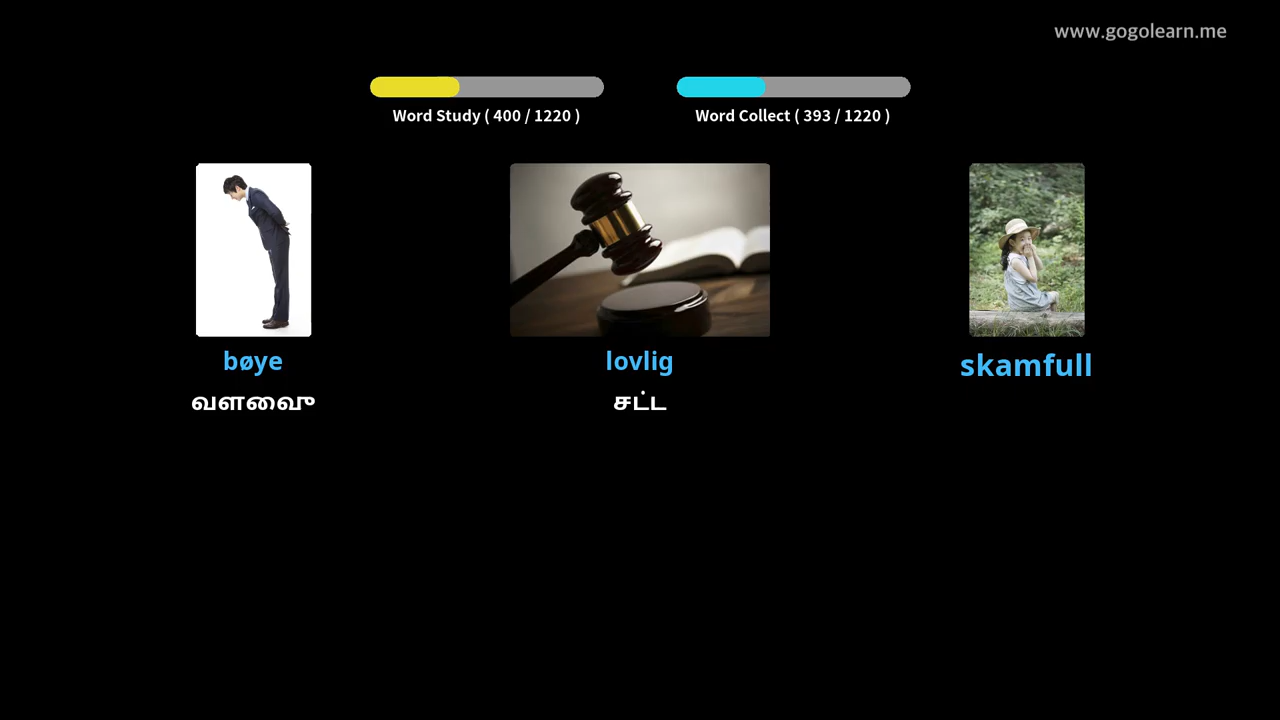 www.gogolearn.me
Word Study ( 400 / 1220 )
Word Collect ( 393 / 1220 )
bøye
lovlig
skamfull
வளைவு
சட்ட